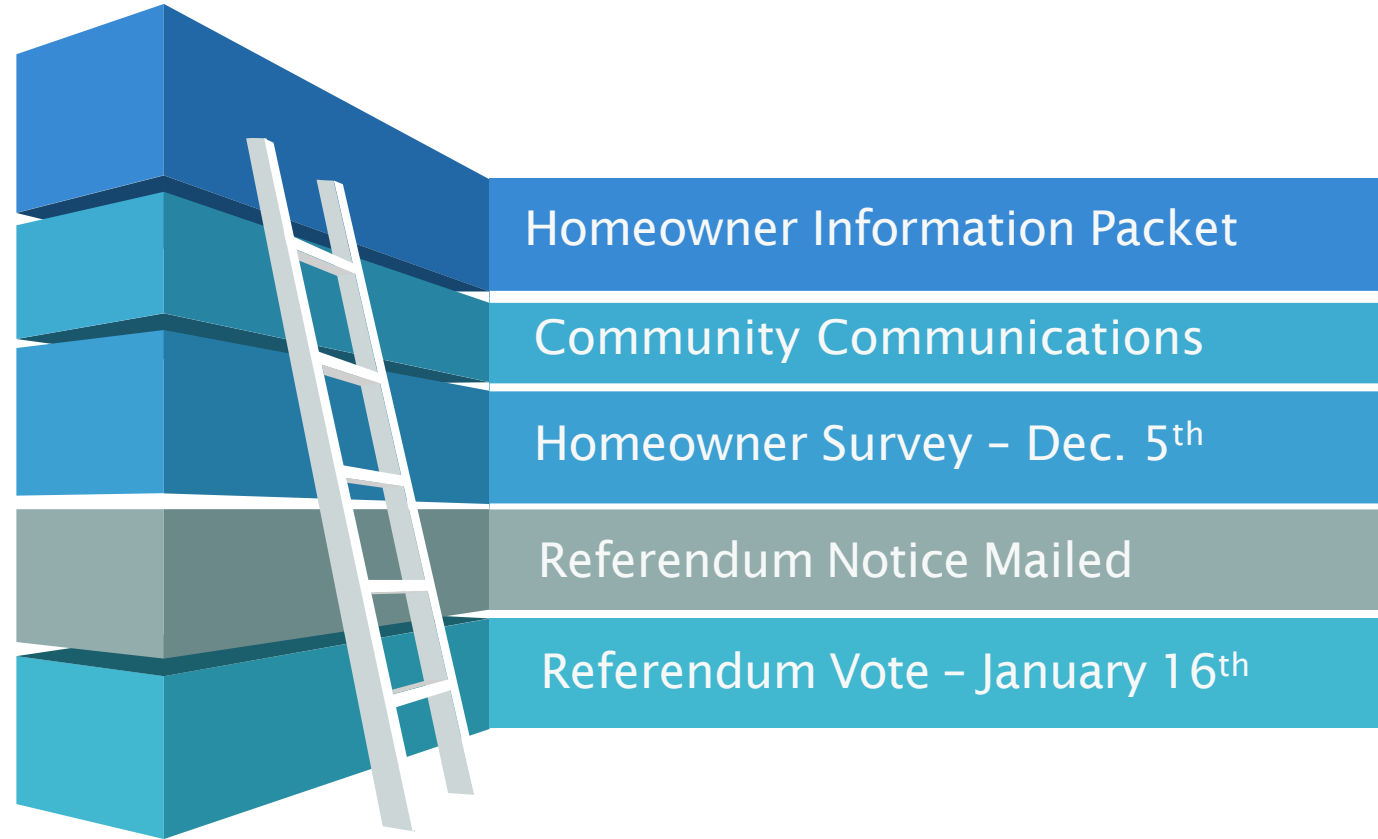 Homeowner Information Packet
Community Communications
Homeowner Survey – Dec. 5th
Referendum Notice Mailed
Referendum Vote – January 16th